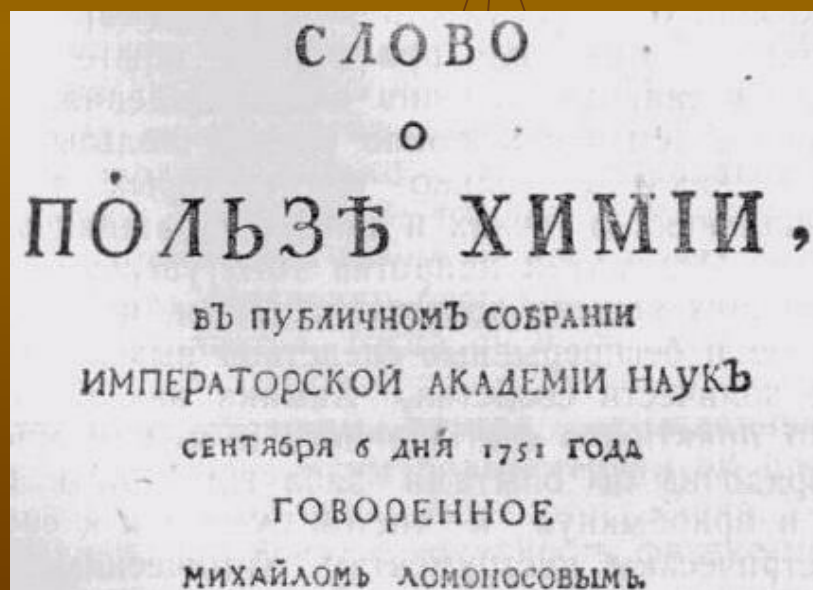 СЛОВО
О
ПОЛЬЗѢ ХИМІИ,
ВЪ ПУБЛИЧНОМЪ СОБРАНІИ
ИМПЕРАТОРСКОЙ АКАДЕМІИ НАУКЪ
СЕНТЯБРЯ 6 ДНЯ 1751 ГОДА
ГОВОРЕННОЕ
МИХАЙЛОМЪ ЛОМОНОСОВЫМЪ.